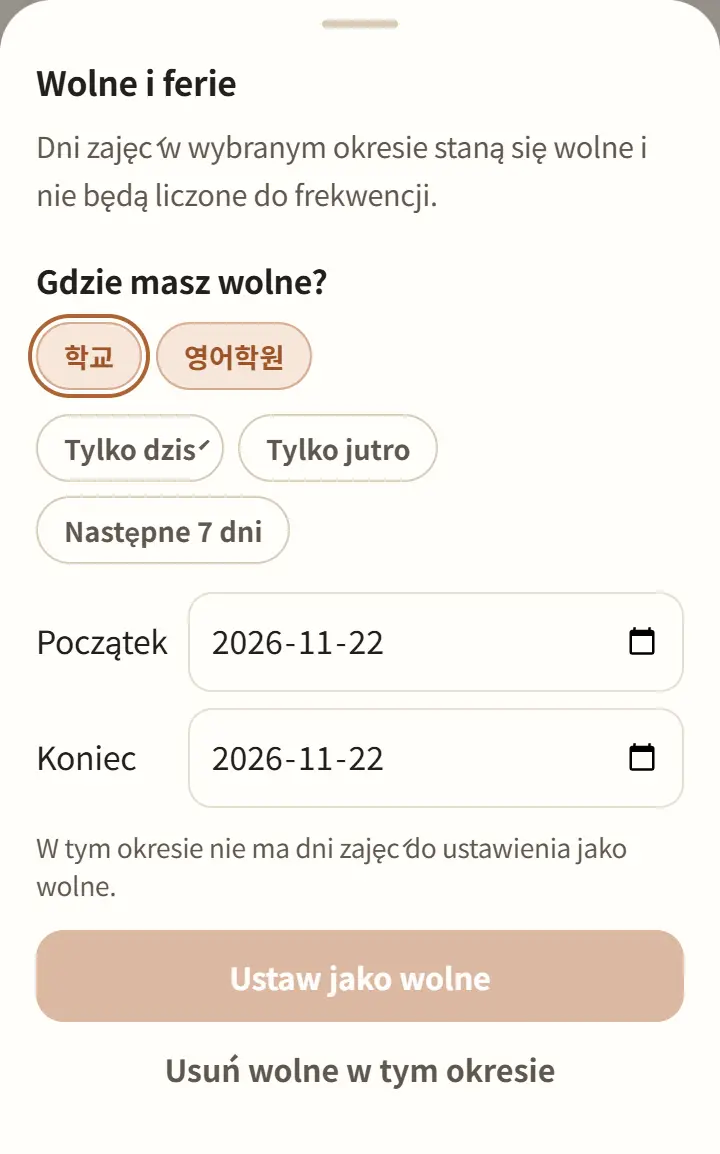 Wolne i ferie
Dni zajęć w wybranym okresie staną się wolne i
nie będą liczone do frekwencji.
Gdzie masz wolne?
학교 영어학원
Tylko dziś Tylko jutro
Następne 7 dni
Początek 2026-11-22
Koniec 2026-11-22
W tym okresie nie ma dni zajęć do ustawienia jako
wolne.
Ustaw jako wolne
Usuń wolne w tym okresie